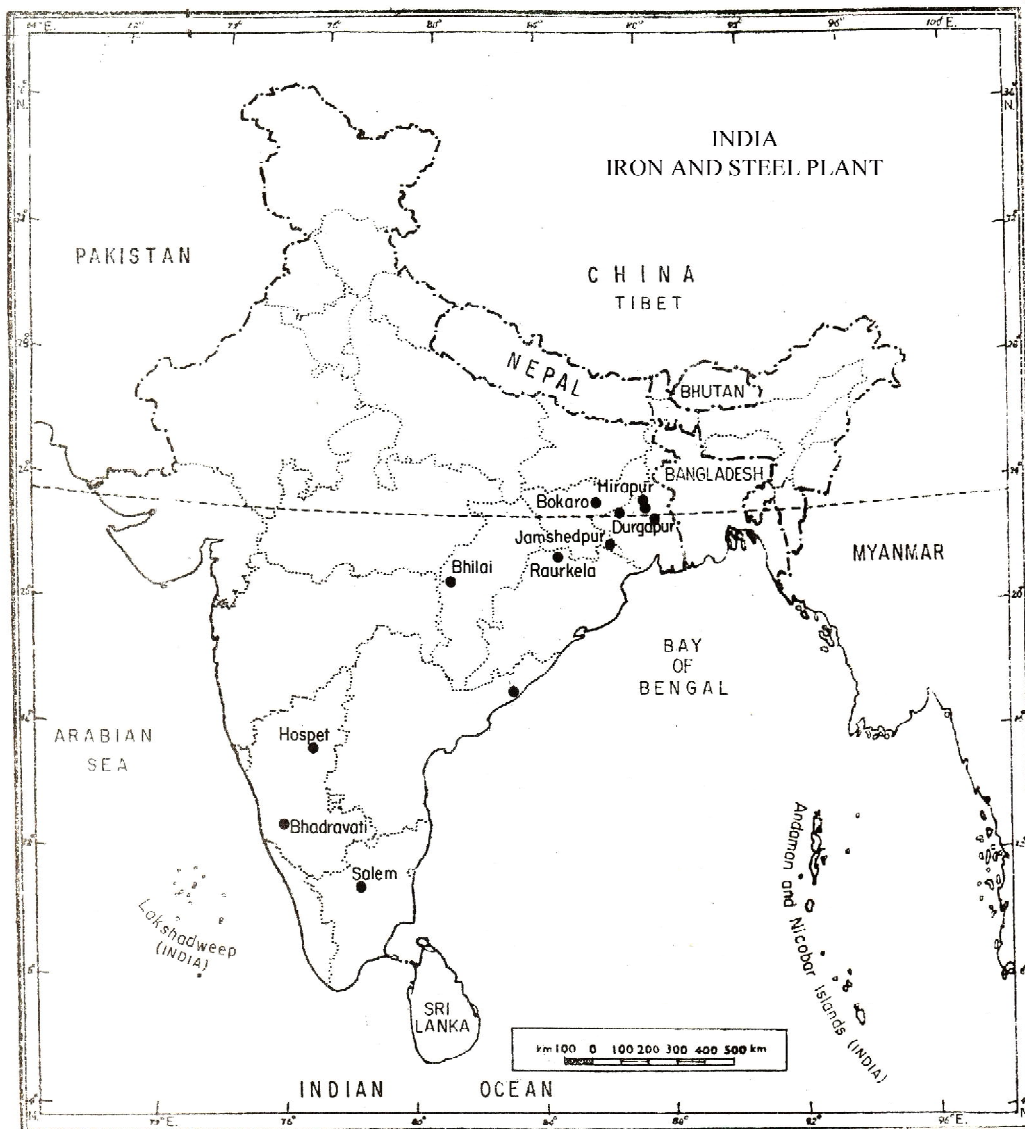 INDIA
IRON AND STEEL PLANT
PAKISTAN
CHINA
TIBET
NEPAL
BHUTAN
BANGLADESH
Hirapur
Bokaro
Durgapur
Jamshedpur
Raurkela
MYANMAR
Bhilai
BAY
OF
BENGAL
Hospet
ARABIAN
SEA
Bhadravati
Salem
Lakshadweep
(INDIA)
Andaman and Nicobar Islands (INDIA)
SRI
LANKA
km 100 0 100 200 300 400 500 km
INDIAN OCEAN